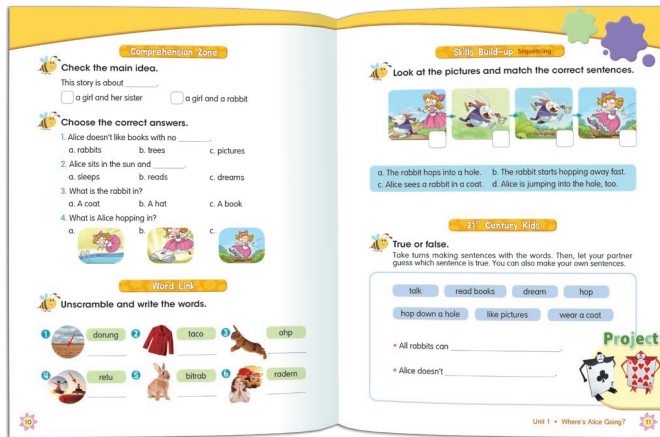 Comprehension Zone
Check the main idea.
This story is about _______.
a girl and her sister
a girl and a rabbit
Choose the correct answers.
1. Alice doesn't like books with no _______.
a. rabbits b. trees c. pictures
2. Alice sits in the sun and _______.
a. sleeps b. reads c. dreams
3. What is the rabbit in?
a. A coat b. A hat c. A book
4. What is Alice hopping in?
a. b. c.
Word Link
Unscramble and write the words.
1 dorung 2 taco 3 ohp
4 retu 5 bitrab 6 radem
10
Skills Build-up Sequencing
Look at the pictures and match the correct sentences.
a. The rabbit hops into a hole. b. The rabbit starts hopping away fast.
c. Alice sees a rabbit in a coat. d. Alice is jumping into the hole, too.
21st Century Kids
True or false.
Take turns making sentences with the words. Then, let your partner
guess which sentence is true. You can also make your own sentences.
talk read books dream hop
hop down a hole like pictures wear a coat
• All rabbits can _______.
• Alice doesn't _______.
Project
Unit 1 • Where's Alice Going? 11